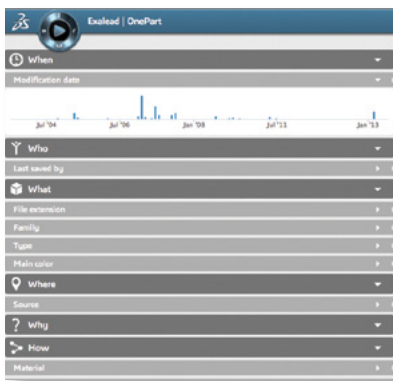 3S Exalead | OnePart
When
Modification date
Jul '04 Jul '06 Jan '08 Jul '11 Jan '13
Who
Last saved by
What
File extension
Family
Type
Main color
Where
Source
Why
How
Material